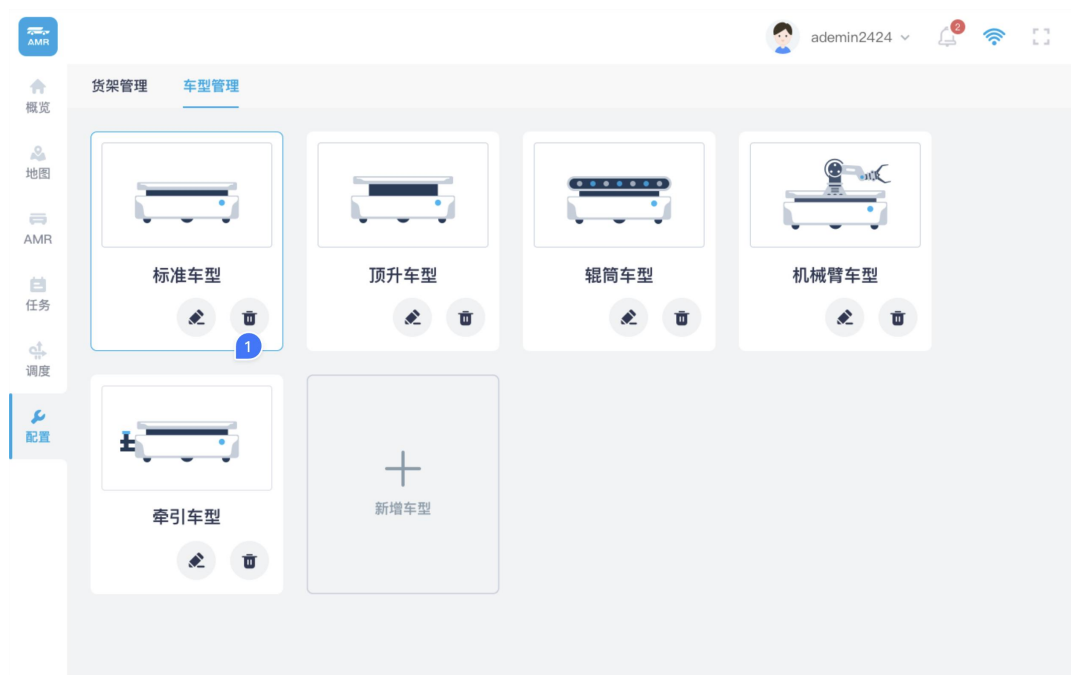 AMR
ademin2424
2
概览
地图
AMR
任务
调度
配置
货架管理
车型管理
标准车型
顶升车型
辊筒车型
机械臂车型
1
牵引车型
新增车型